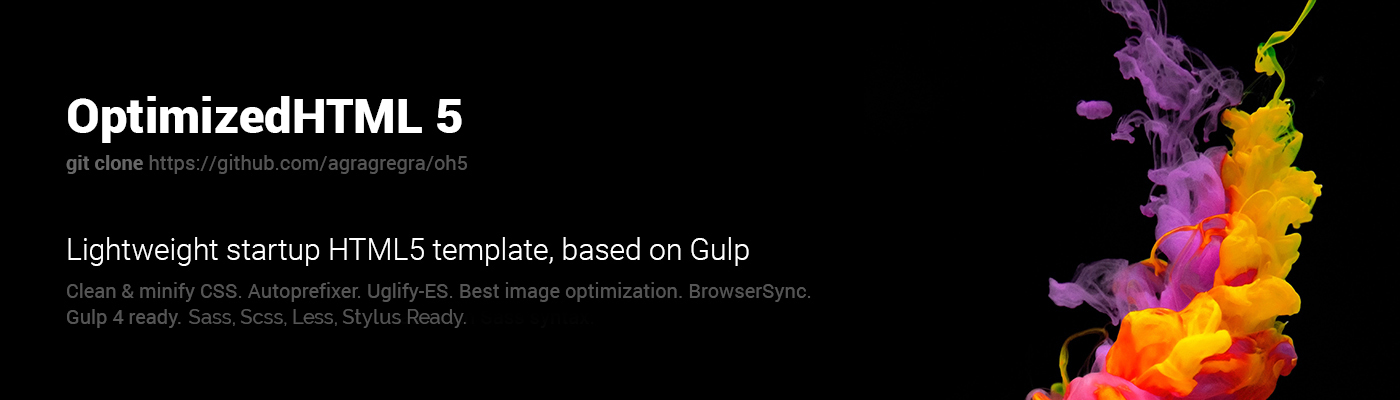 OptimizedHTML 5
git clone https://github.com/agragregra/oh5
Lightweight startup HTML5 template, based on Gulp
Clean & minify CSS. Autoprefixer. Uglify-ES. Best image optimization. BrowserSync.
Gulp 4 ready. Sass, Scss, Less, Stylus Ready.